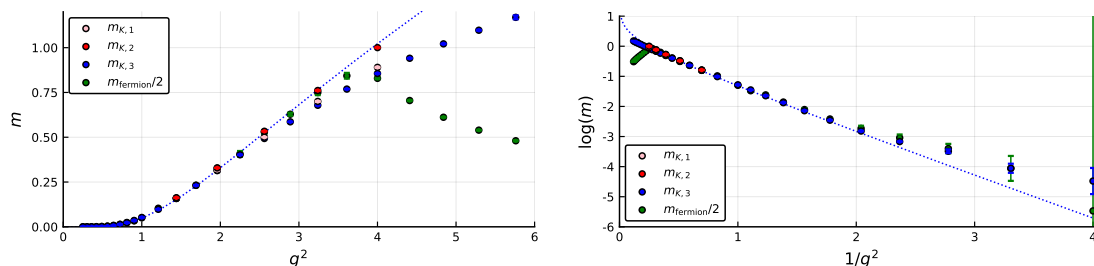 m
1.00
0.75
0.50
0.25
0.00
0
1
2
3
4
5
6
g²
m_{K, 1}
m_{K, 2}
m_{K, 3}
m_{fermion}/2
log(m)
1
0
-1
-2
-3
-4
-5
-6
0
1
2
3
4
1/g²
m_{K, 1}
m_{K, 2}
m_{K, 3}
m_{fermion}/2